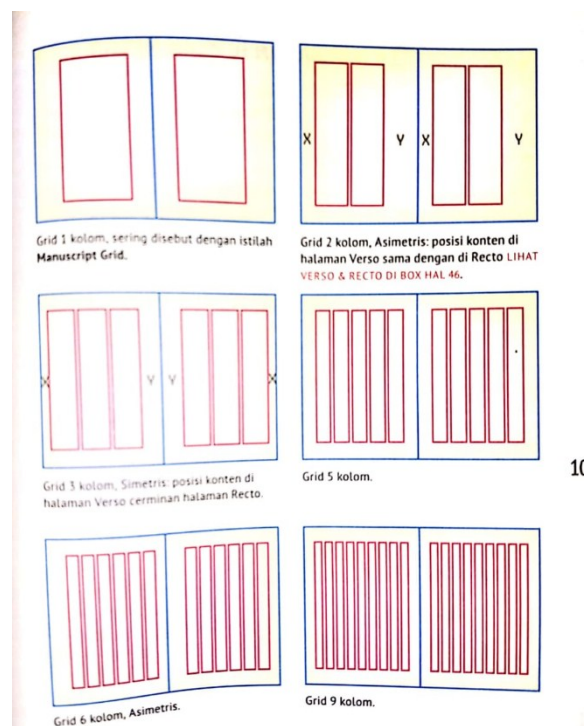 X Y X Y
Grid 1 kolom, sering disebut dengan istilah
Manuscript Grid.
Grid 2 kolom, Asimetris: posisi konten di
halaman Verso sama dengan di Recto LIHAT
VERSO & RECTO DI BOX HAL 46.
X Y Y X
Grid 3 kolom, Simetris: posisi konten di
halaman Verso cerminan halaman Recto.
Grid 5 kolom.
10
Grid 6 kolom, Asimetris.
Grid 9 kolom.